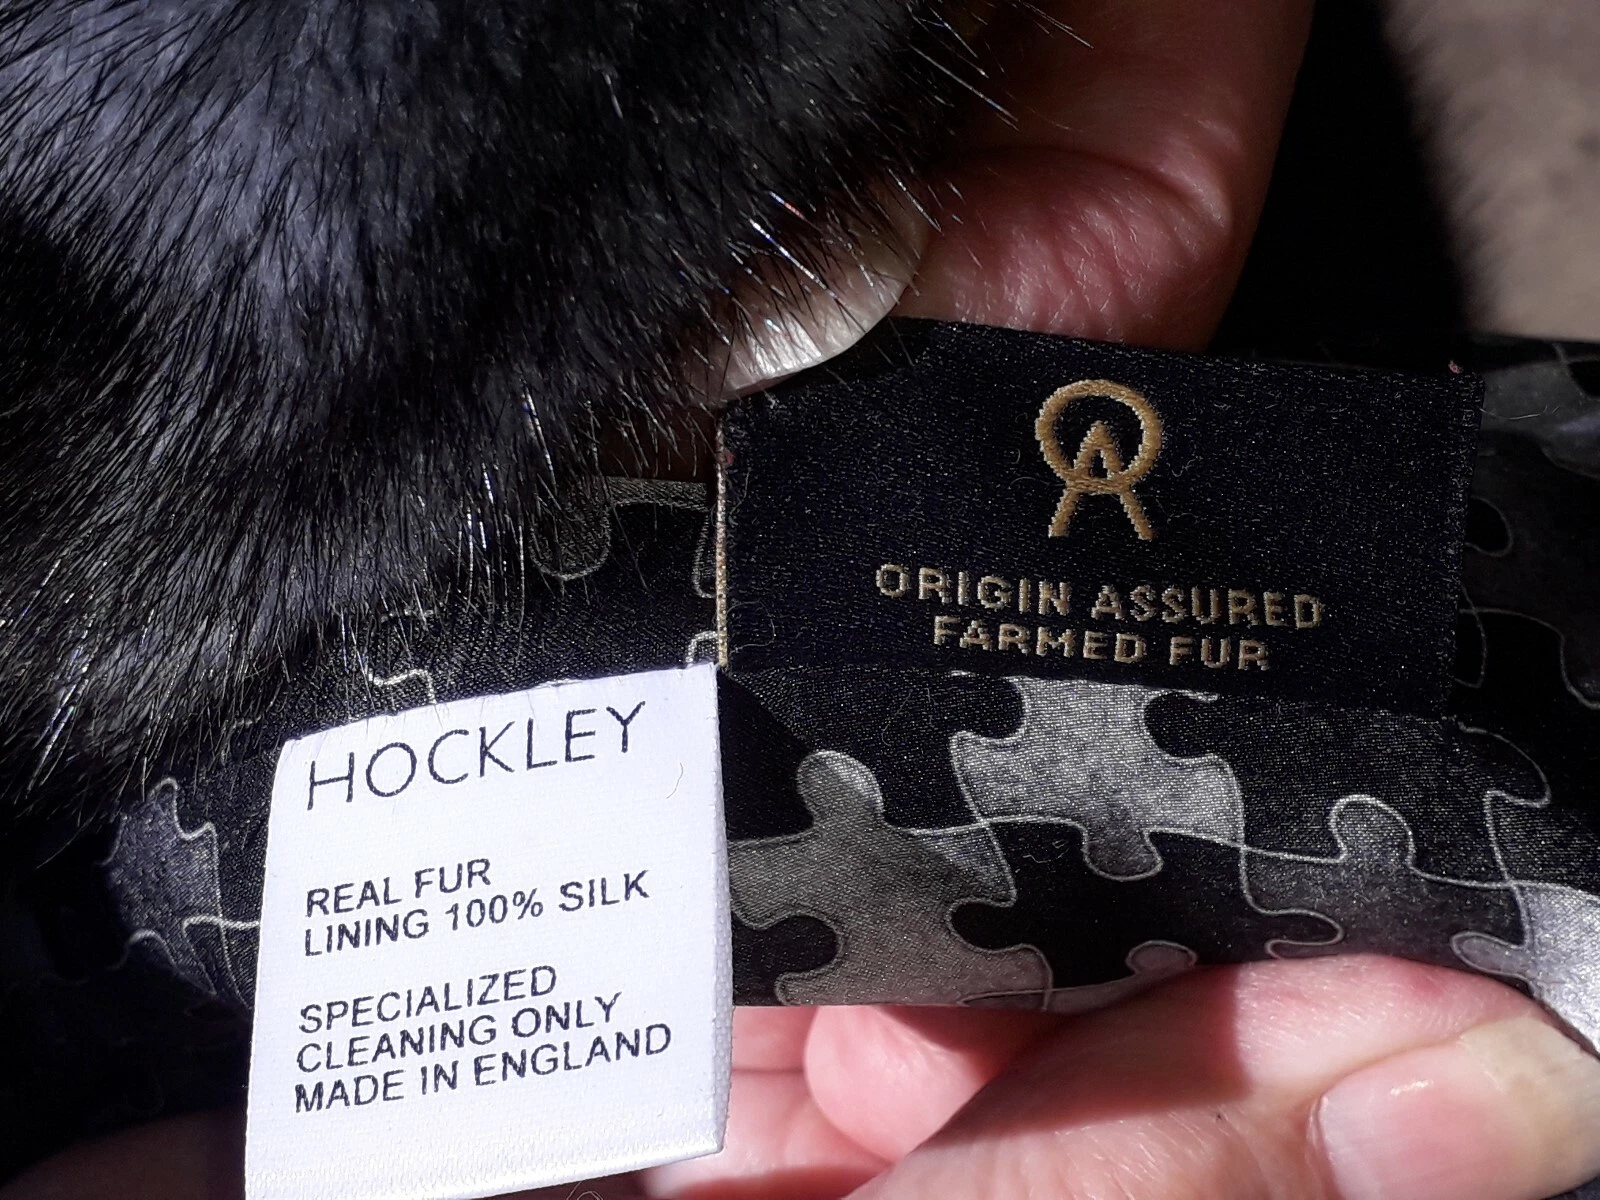 ORIGIN ASSURED
FARMED FUR
HOCKLEY
REAL FUR
LINING 100% SILK
SPECIALIZED
CLEANING ONLY
MADE IN ENGLAND